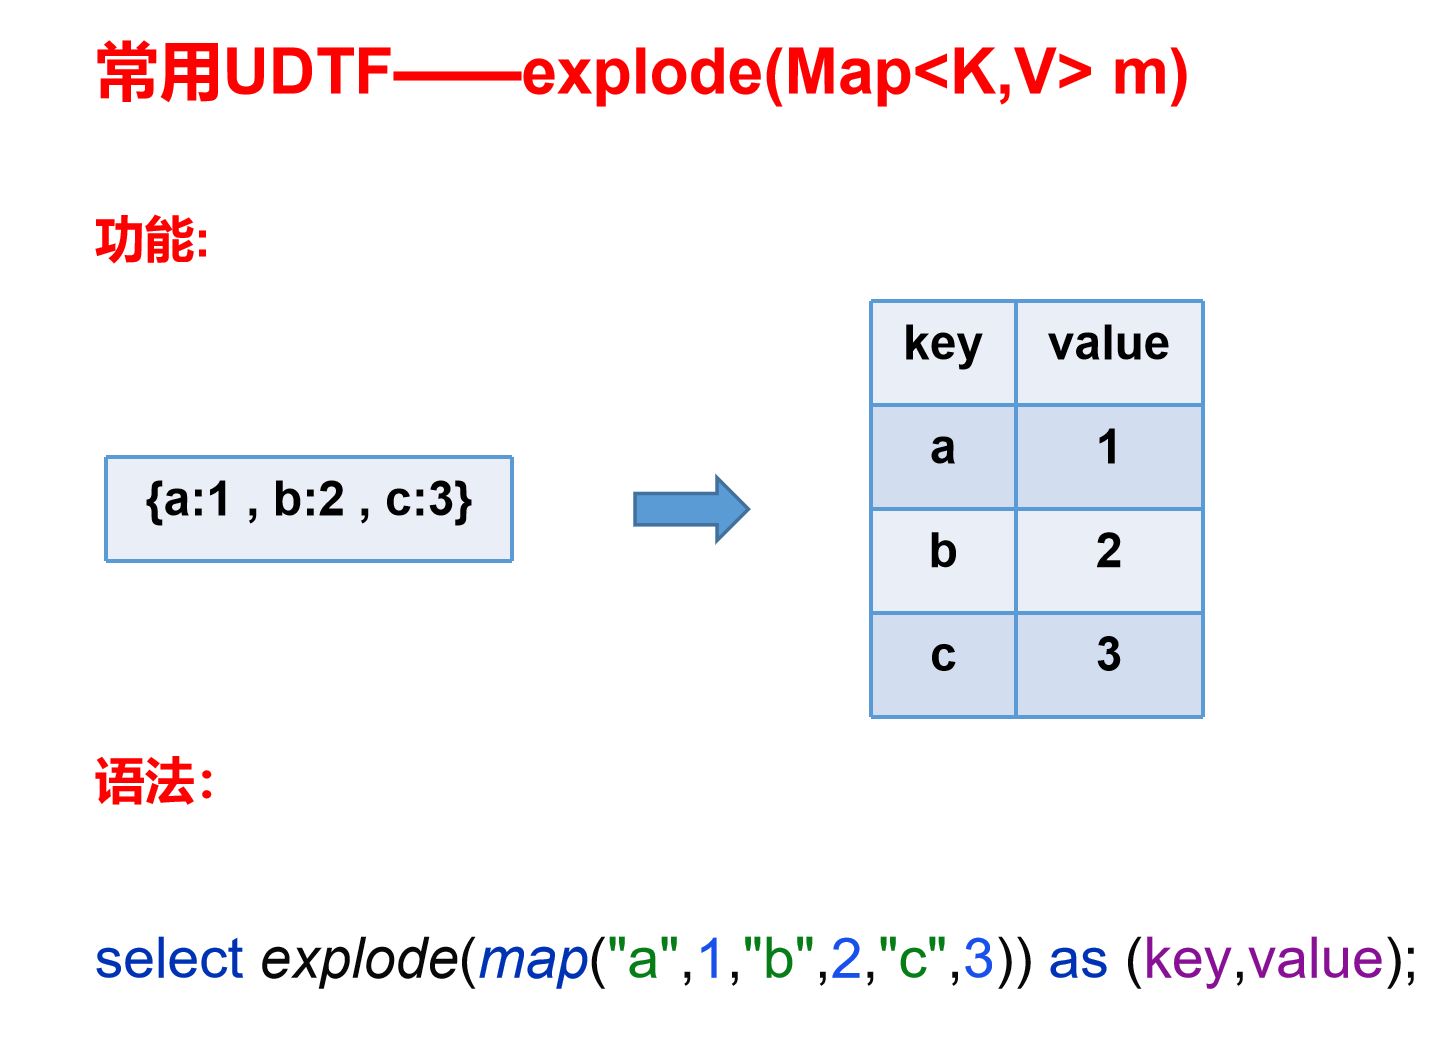 常用UDTF——explode(Map<K,V> m)
功能:
{a:1 , b:2 , c:3}
key value
a 1
b 2
c 3
语法：
select explode(map("a",1,"b",2,"c",3)) as (key,value);